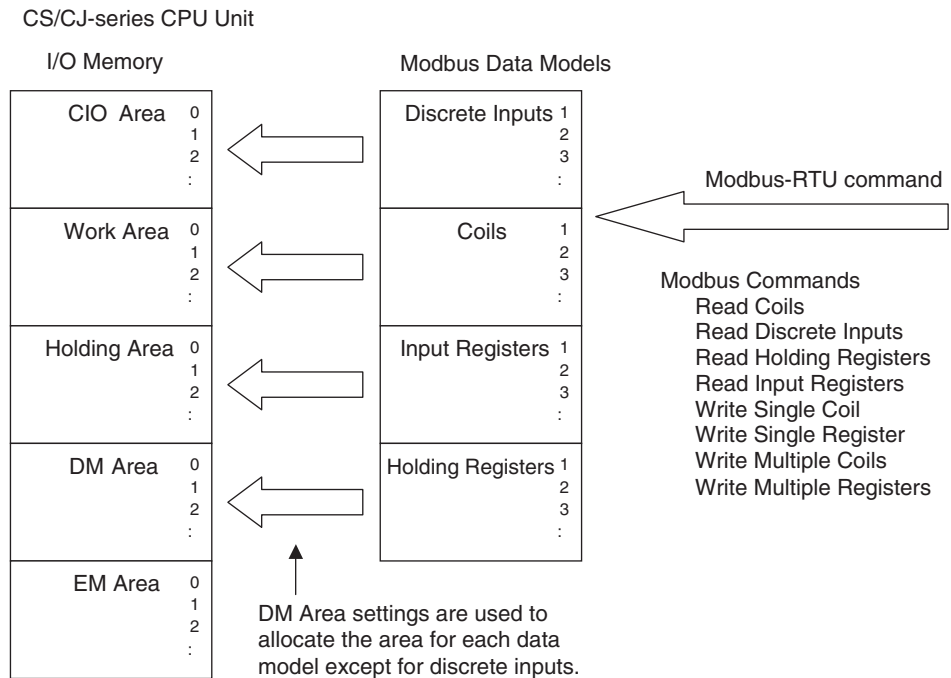 CS/CJ-series CPU Unit
I/O Memory
CIO Area 0
1
2
:
Work Area 0
1
2
:
Holding Area 0
1
2
:
DM Area 0
1
2
:
EM Area 0
1
2
:
Modbus Data Models
Discrete Inputs 1
2
3
:
Coils 1
2
3
:
Input Registers 1
2
3
:
Holding Registers 1
2
3
:
DM Area settings are used to
allocate the area for each data
model except for discrete inputs.
Modbus-RTU command
Modbus Commands
Read Coils
Read Discrete Inputs
Read Holding Registers
Read Input Registers
Write Single Coil
Write Single Register
Write Multiple Coils
Write Multiple Registers